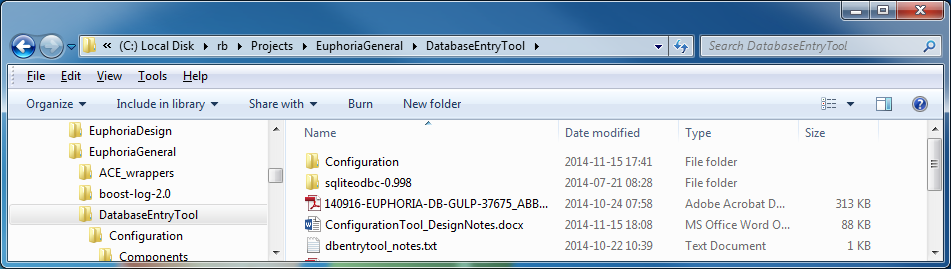 « (C:) Local Disk ▸ rb ▸ Projects ▸ EuphoriaGeneral ▸ DatabaseEntryTool ▸ Search DatabaseEntryTool
File Edit View Tools Help
Organize Include in library Share with Burn New folder
EuphoriaDesign
EuphoriaGeneral
ACE_wrappers
boost-log-2.0
DatabaseEntryTool
Configuration
Components
Name Date modified Type Size
Configuration 2014-11-15 17:41 File folder
sqliteodbc-0.998 2014-07-21 08:28 File folder
140916-EUPHORIA-DB-GULP-37675_ABB... 2014-10-24 07:58 Adobe Acrobat D... 313 KB
ConfigurationTool_DesignNotes.docx 2014-11-15 18:08 MS Office Word O... 88 KB
dbentrytool_notes.txt 2014-10-22 10:39 Text Document 1 KB